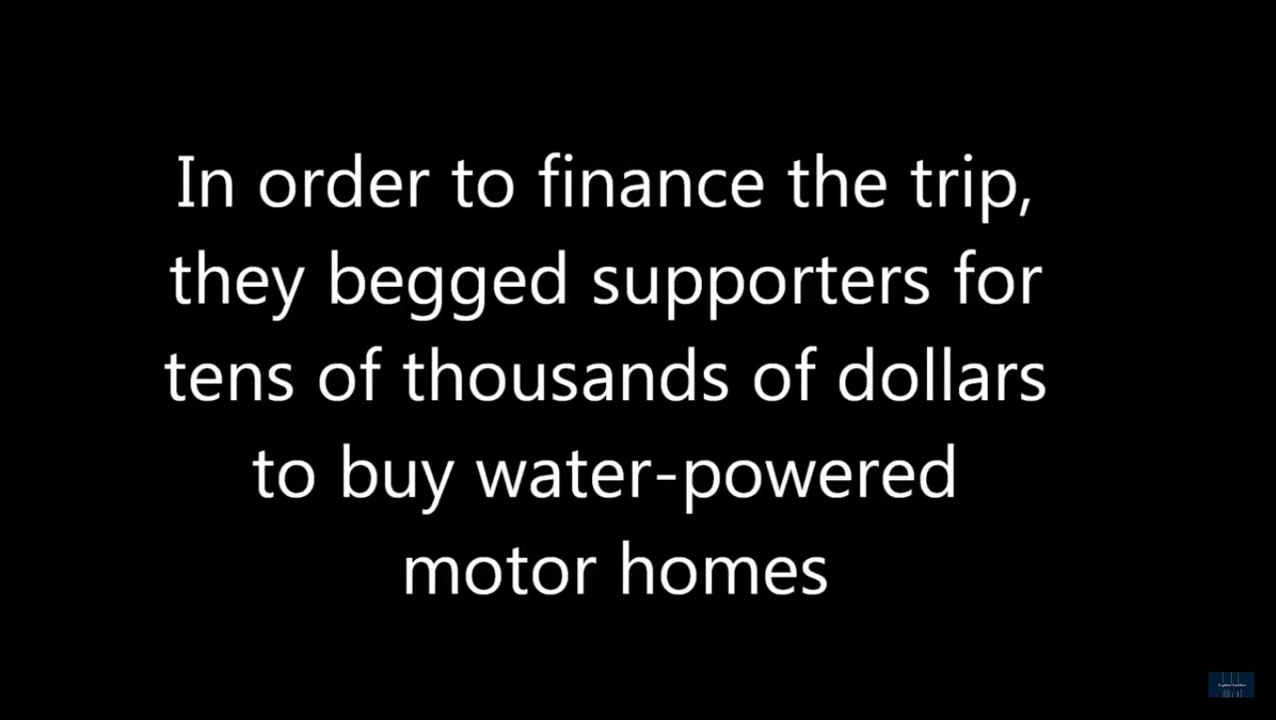 In order to finance the trip,
they begged supporters for
tens of thousands of dollars
to buy water-powered
motor homes